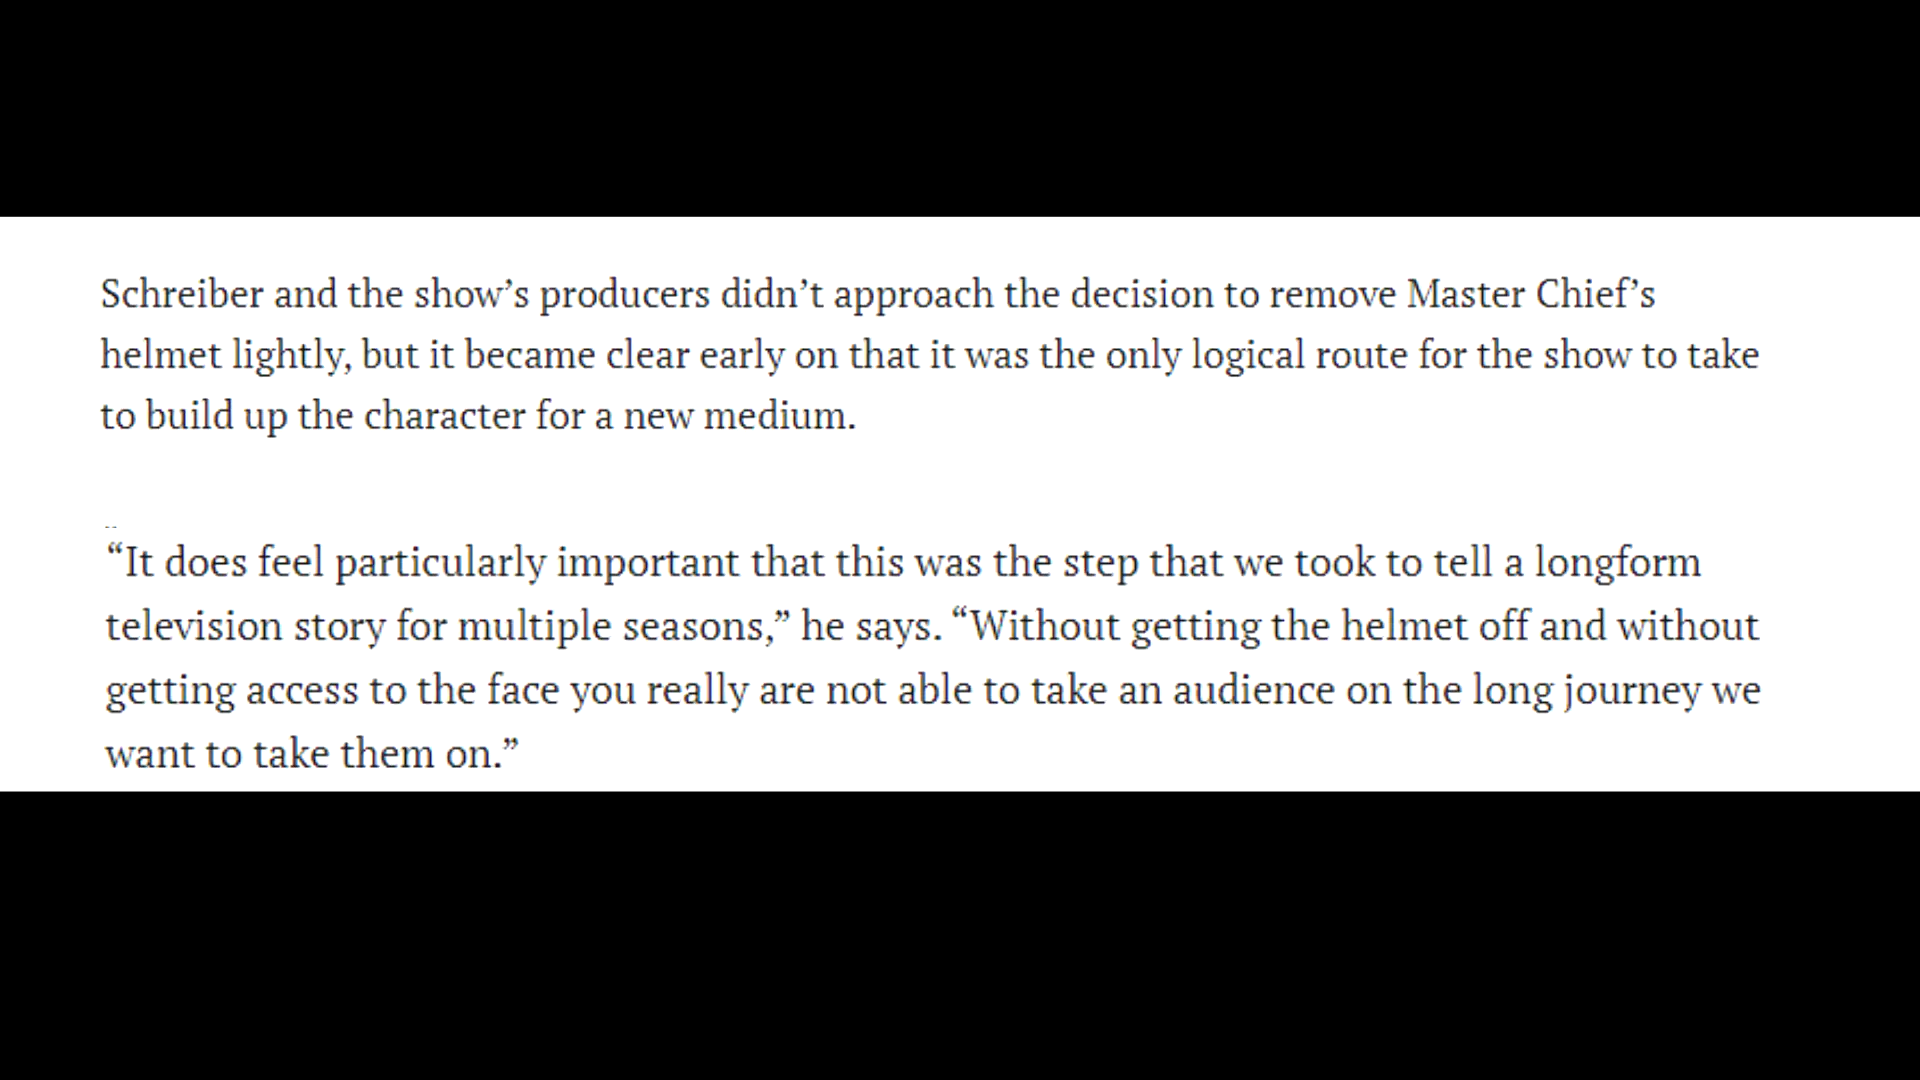 Schreiber and the show’s producers didn’t approach the decision to remove Master Chief’s
helmet lightly, but it became clear early on that it was the only logical route for the show to take
to build up the character for a new medium.
“It does feel particularly important that this was the step that we took to tell a longform
television story for multiple seasons,” he says. “Without getting the helmet off and without
getting access to the face you really are not able to take an audience on the long journey we
want to take them on.”